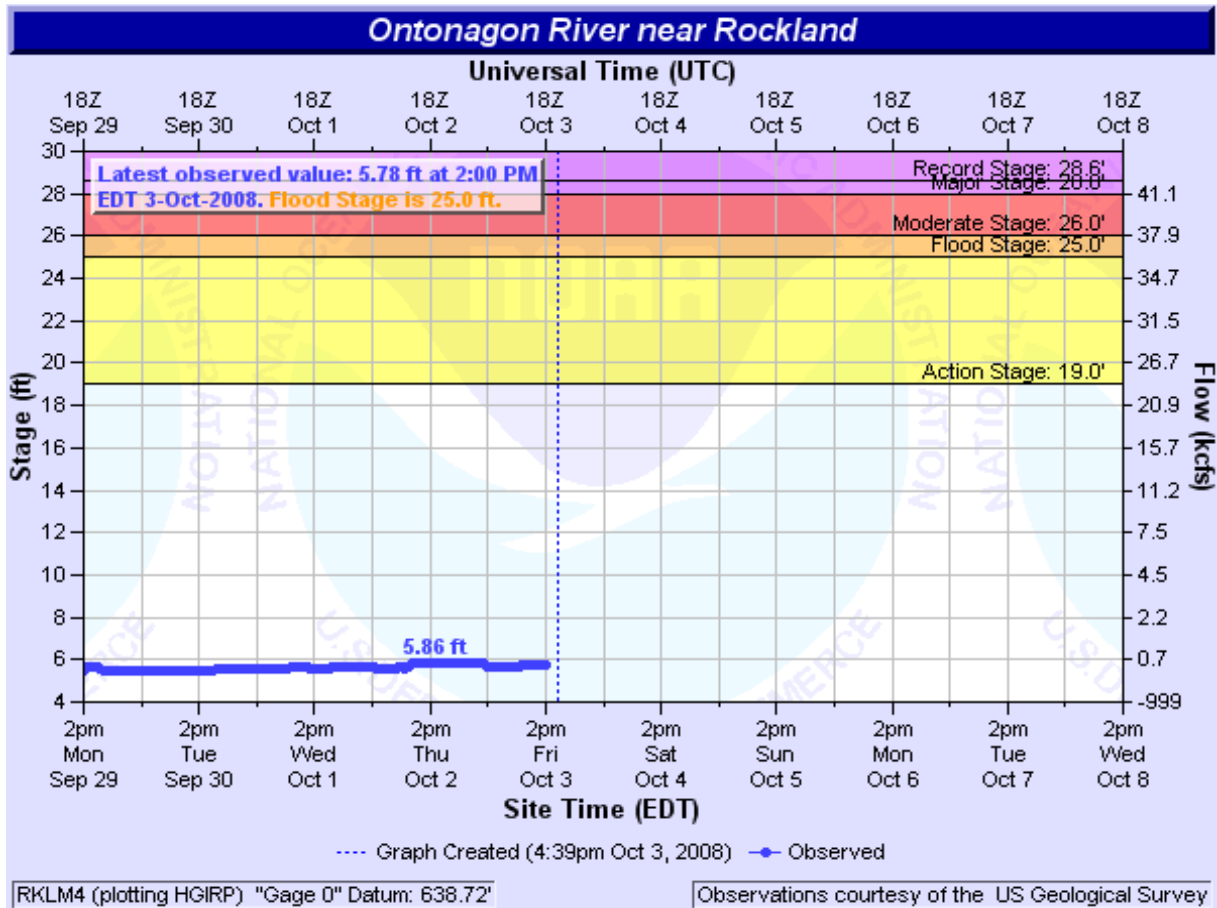 Ontonagon River near Rockland
Universal Time (UTC)
18Z 18Z 18Z 18Z 18Z 18Z 18Z 18Z 18Z 18Z
Sep 29 Sep 30 Oct 1 Oct 2 Oct 3 Oct 4 Oct 5 Oct 6 Oct 7 Oct 8
Latest observed value: 5.78 ft at 2:00 PM
EDT 3-Oct-2008. Flood Stage is 25.0 ft.
Record Stage: 28.6'
Major Stage:
Moderate Stage: 26.0'
Flood Stage: 25.0'
Action Stage: 19.0'
30
28 41.1
26 37.9
24 34.7
22 31.5
20 26.7
18 20.9
16 15.7
14 11.2
12 7.5
10 4.5
8 2.2
6 0.7
4 -999
Stage (ft)
Flow (kcfs)
5.86 ft
NOAA
2pm 2pm 2pm 2pm 2pm 2pm 2pm 2pm 2pm 2pm
Mon Tue Wed Thu Fri Sat Sun Mon Tue Wed
Sep 29 Sep 30 Oct 1 Oct 2 Oct 3 Oct 4 Oct 5 Oct 6 Oct 7 Oct 8
Site Time (EDT)
---- Graph Created (4:39pm Oct 3, 2008) Observed
RKLM4 (plotting HGIRP) "Gage 0" Datum: 638.72'
Observations courtesy of the US Geological Survey